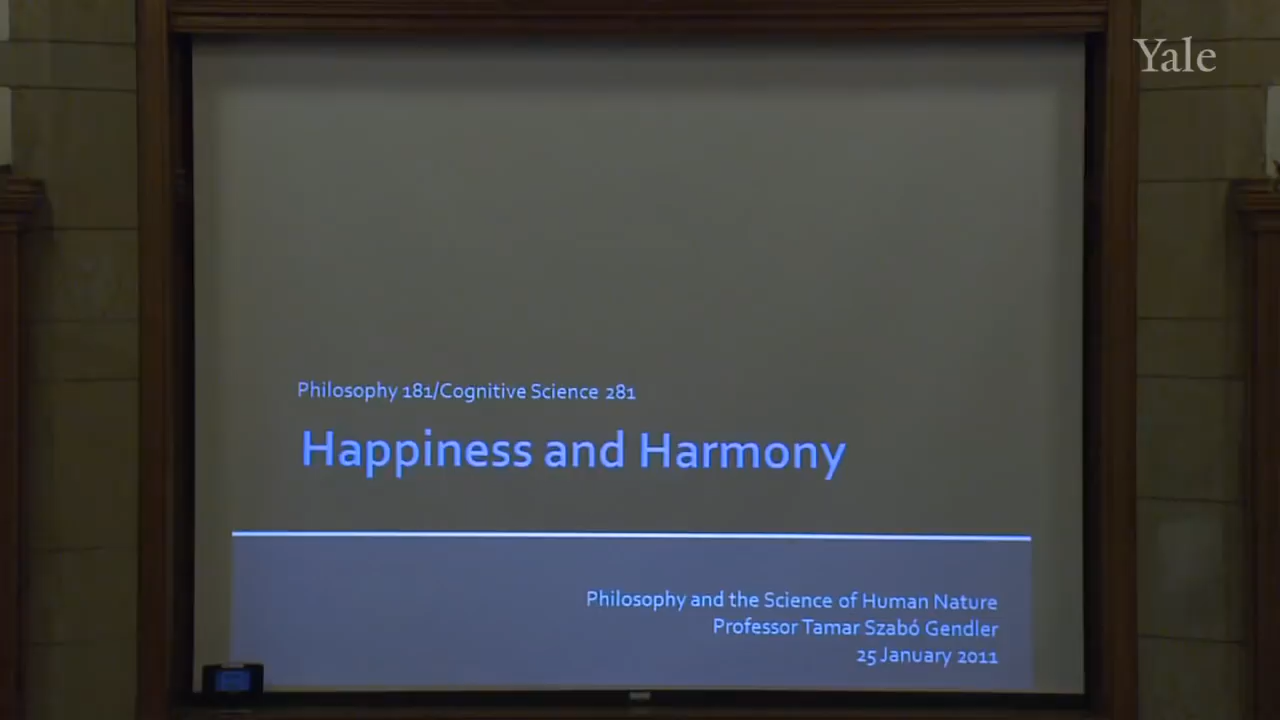 Yale
Philosophy 181/Cognitive Science 281
Happiness and Harmony
Philosophy and the Science of Human Nature
Professor Tamar Szabó Gendler
25 January 2011